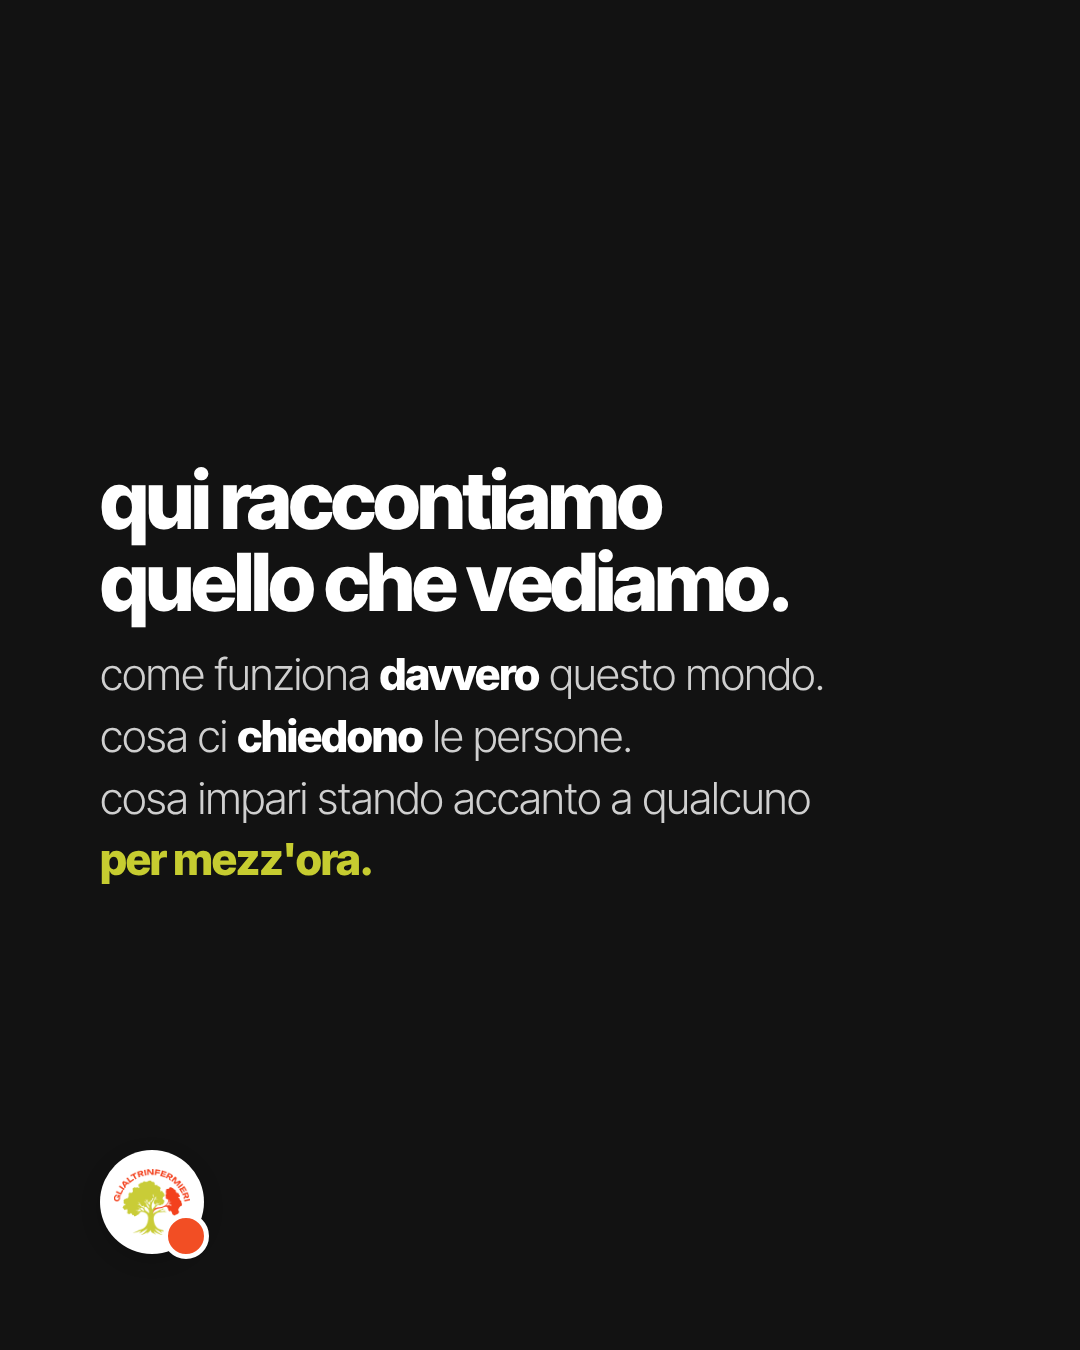 qui raccontiamo
quello che vediamo.
come funziona davvero questo mondo.
cosa ci chiedono le persone.
cosa impari stando accanto a qualcuno
per mezz'ora.
GLIALTRINFERMIERI